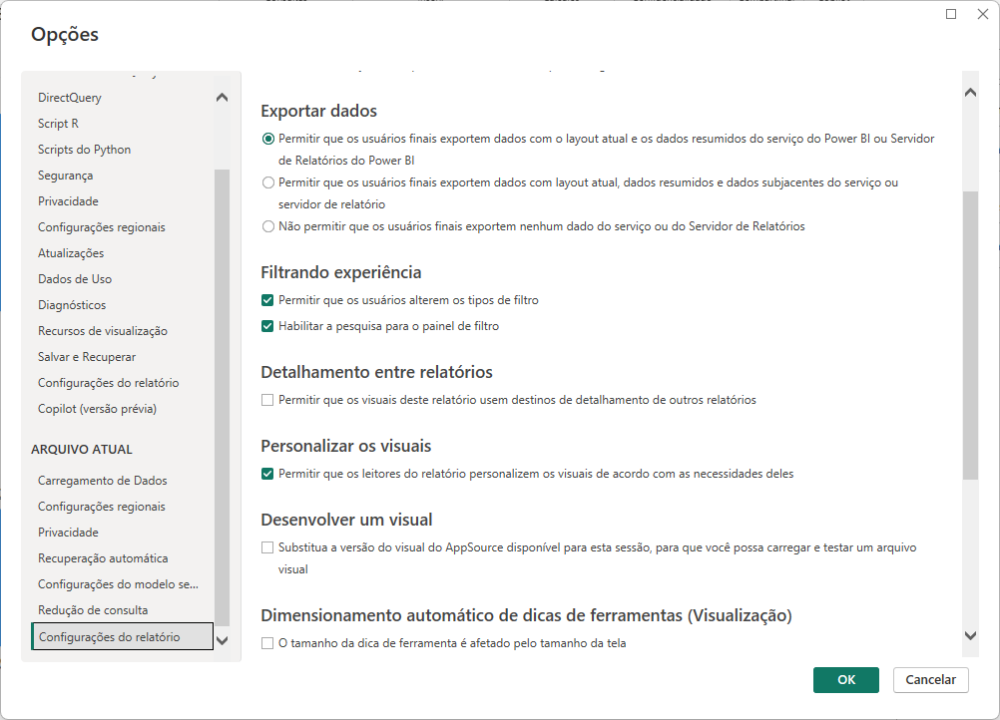 Opções
DirectQuery
Script R
Scripts do Python
Segurança
Privacidade
Configurações regionais
Atualizações
Dados de Uso
Diagnósticos
Recursos de visualização
Salvar e Recuperar
Configurações do relatório
Copilot (versão prévia)
ARQUIVO ATUAL
Carregamento de Dados
Configurações regionais
Privacidade
Recuperação automática
Configurações do modelo se...
Redução de consulta
Configurações do relatório
Exportar dados
Permitir que os usuários finais exportem dados com o layout atual e os dados resumidos do serviço do Power BI ou Servidor
de Relatórios do Power BI
Permitir que os usuários finais exportem dados com layout atual, dados resumidos e dados subjacentes do serviço ou
servidor de relatório
Não permitir que os usuários finais exportem nenhum dado do serviço ou do Servidor de Relatórios
Filtrando experiência
Permitir que os usuários alterem os tipos de filtro
Habilitar a pesquisa para o painel de filtro
Detalhamento entre relatórios
Permitir que os visuais deste relatório usem destinos de detalhamento de outros relatórios
Personalizar os visuais
Permitir que os leitores do relatório personalizem os visuais de acordo com as necessidades deles
Desenvolver um visual
Substitua a versão do visual do AppSource disponível para esta sessão, para que você possa carregar e testar um arquivo
visual
Dimensionamento automático de dicas de ferramentas (Visualização)
O tamanho da dica de ferramenta é afetado pelo tamanho da tela
OK
Cancelar